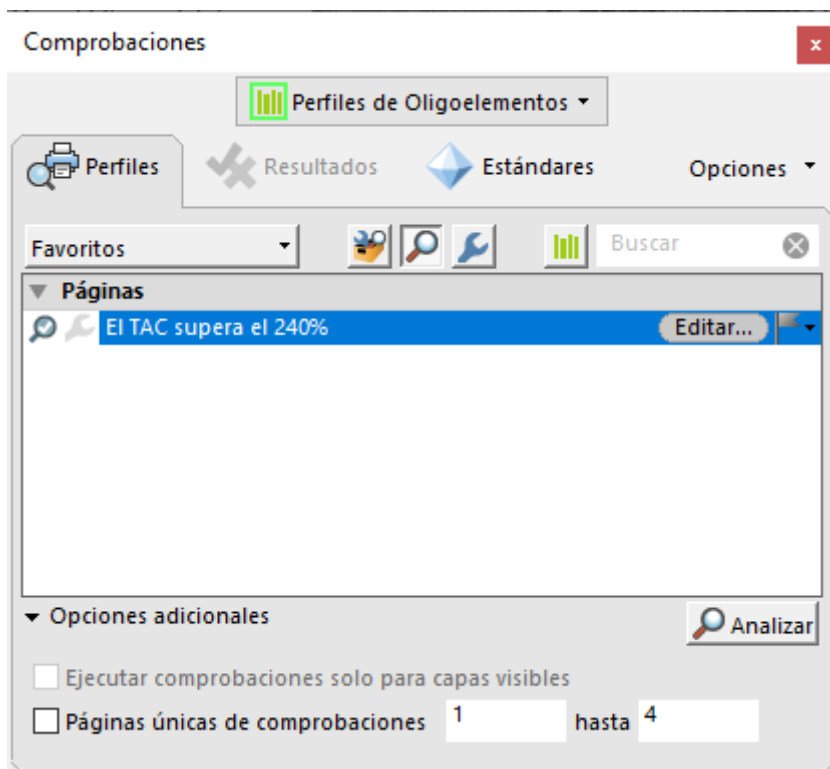 Comprobaciones
x
Perfiles de Oligoelementos
Perfiles Resultados Estándares Opciones
Favoritos Buscar
Páginas
El TAC supera el 240% Editar...
Opciones adicionales
Analizar
Ejecutar comprobaciones solo para capas visibles
Páginas únicas de comprobaciones 1 hasta 4